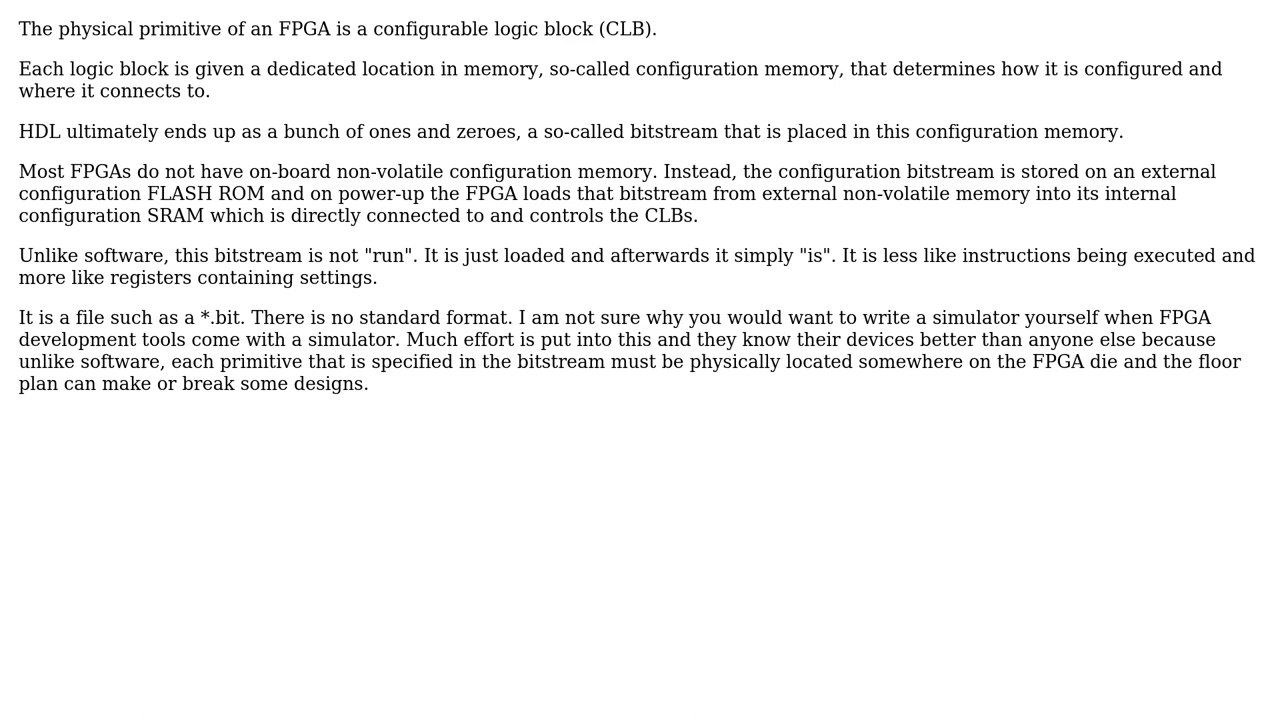 The physical primitive of an FPGA is a configurable logic block (CLB).
Each logic block is given a dedicated location in memory, so-called configuration memory, that determines how it is configured and
where it connects to.
HDL ultimately ends up as a bunch of ones and zeroes, a so-called bitstream that is placed in this configuration memory.
Most FPGAs do not have on-board non-volatile configuration memory. Instead, the configuration bitstream is stored on an external
configuration FLASH ROM and on power-up the FPGA loads that bitstream from external non-volatile memory into its internal
configuration SRAM which is directly connected to and controls the CLBs.
Unlike software, this bitstream is not "run". It is just loaded and afterwards it simply "is". It is less like instructions being executed and
more like registers containing settings.
It is a file such as a *.bit. There is no standard format. I am not sure why you would want to write a simulator yourself when FPGA
development tools come with a simulator. Much effort is put into this and they know their devices better than anyone else because
unlike software, each primitive that is specified in the bitstream must be physically located somewhere on the FPGA die and the floor
plan can make or break some designs.